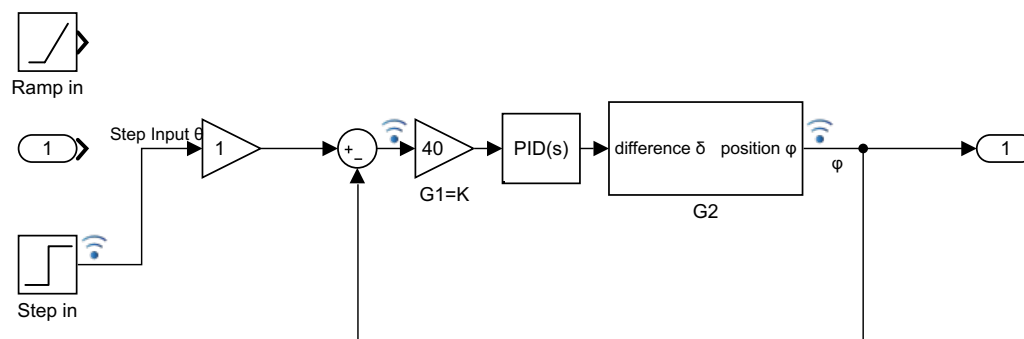 Ramp in
1
Step Input θ
1
+
−
40
G1=K
PID(s)
difference δ
position φ
G2
φ
1
Step in